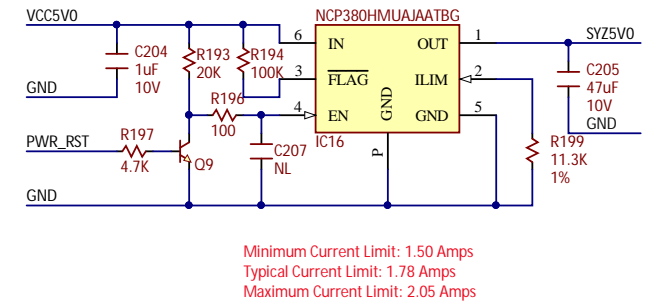 VCC5V0
NCP380HMUAJAATBG
6
IN
OUT
1
SYZ5V0
C204
1uF
10V
R193
20K
R194
100K
3
FLAG
ILIM
2
C205
47uF
10V
GND
R196
100
4
EN
GND
GND
5
GND
IC16
PWR_RST
R197
4.7K
Q9
C207
NL
P
R199
11.3K
1%
GND
Minimum Current Limit: 1.50 Amps
Typical Current Limit: 1.78 Amps
Maximum Current Limit: 2.05 Amps